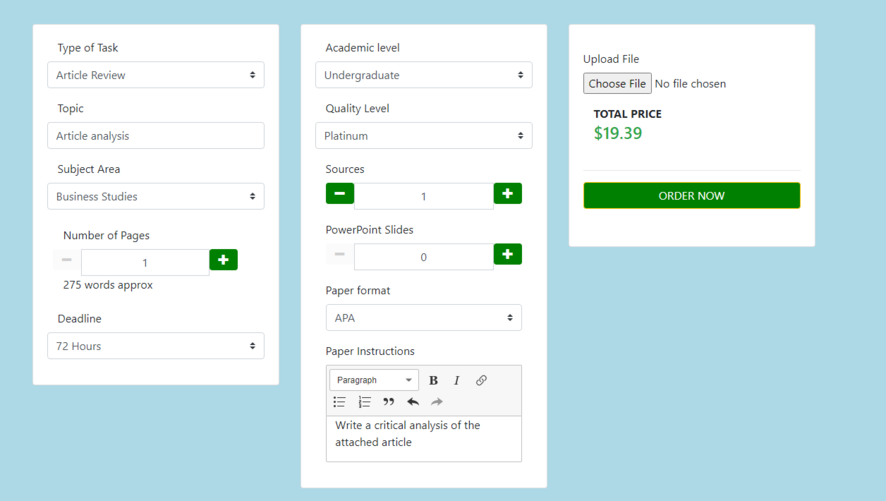 Type of Task
Article Review
Topic
Article analysis
Subject Area
Business Studies
Number of Pages
1
275 words approx
Deadline
72 Hours
Academic level
Undergraduate
Quality Level
Platinum
Sources
1
PowerPoint Slides
0
Paper format
APA
Paper Instructions
Paragraph
B I
Write a critical analysis of the
attached article
Upload File
Choose File No file chosen
TOTAL PRICE
$19.39
ORDER NOW